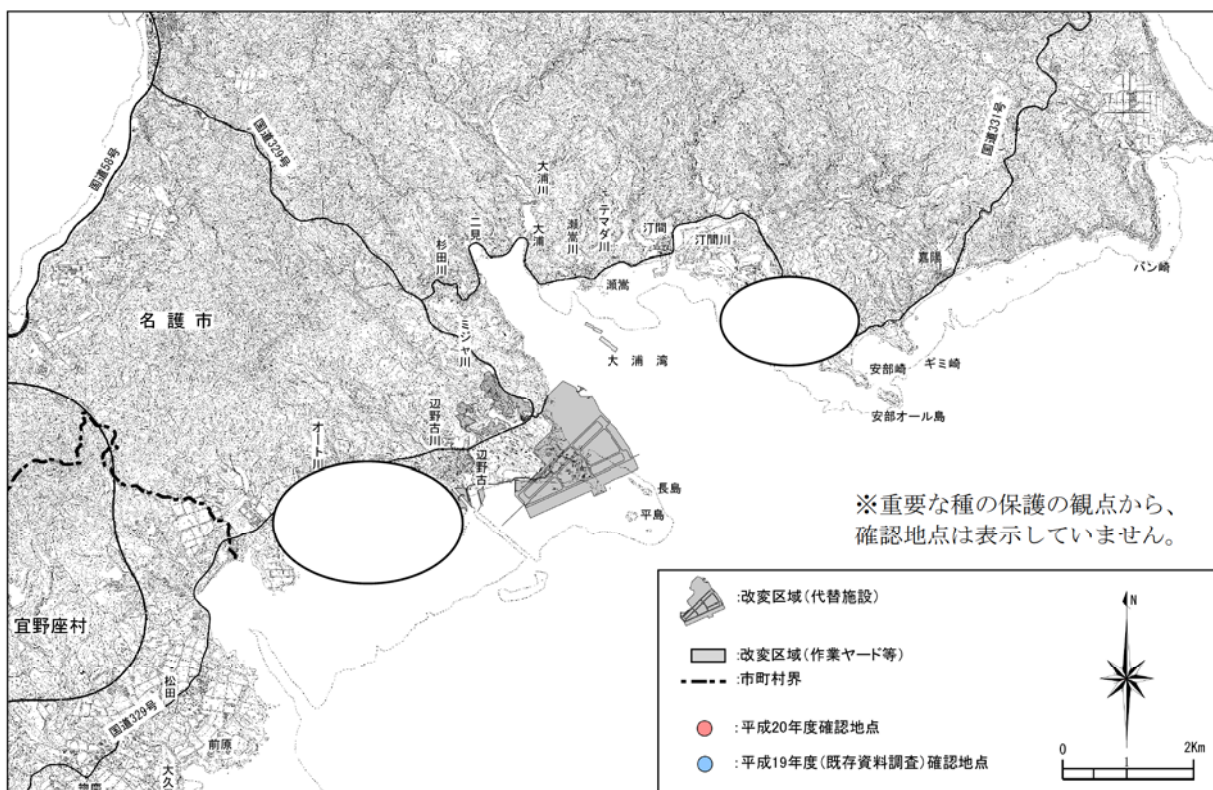 国道58号
国道329号
国道331号
大浦川
二見
大浦
瀬嵩川
テマダ川
汀間
汀間川
杉田川
瀬嵩
嘉陽
バン崎
名護市
ミジャ川
大浦湾
安部崎
ギミ崎
安部オール島
辺野古川
オート川
辺野古
長島
平島
※重要な種の保護の観点から、
確認地点は表示していません。
宜野座村
松田
国道329号
前原
大久
:改変区域(代替施設)
:改変区域(作業ヤード等)
:市町村界
:平成20年度確認地点
:平成19年度(既存資料調査)確認地点
N
0
2Km